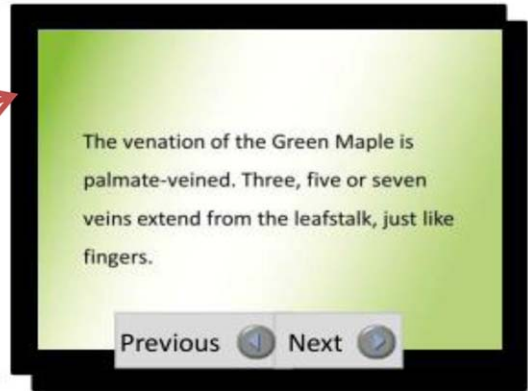 The venation of the Green Maple is
palmate-veined. Three, five or seven
veins extend from the leafstalk, just like
fingers.
Previous Next